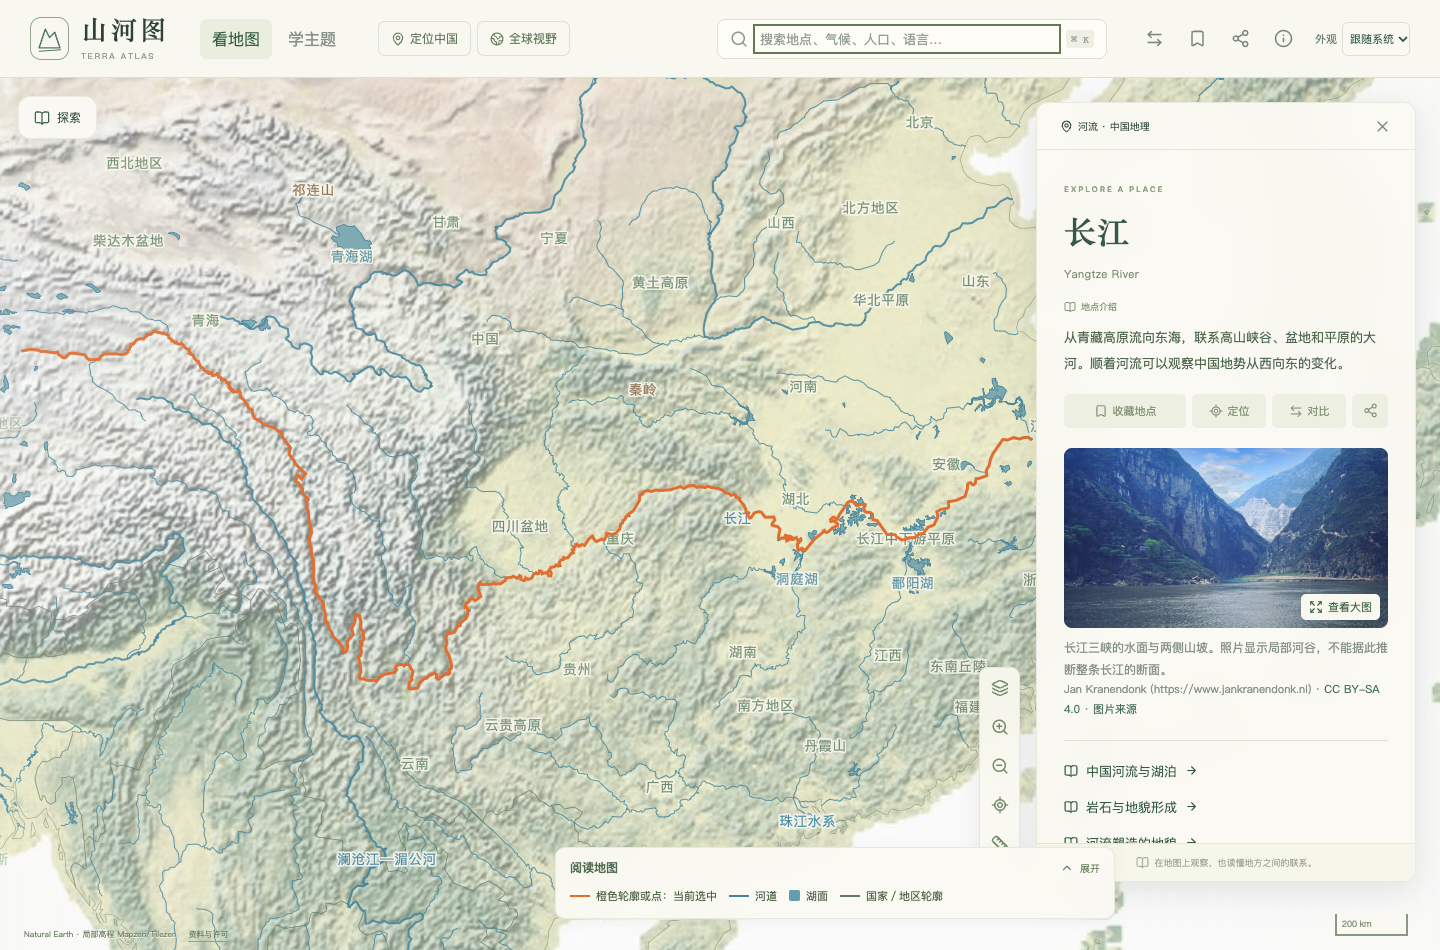 山河图
TERRA ATLAS
看地图
学主题
定位中国
全球视野
搜索地点、气候、人口、语言…
⌘ K
外观
跟随系统
探索
西北地区
祁连山
甘肃
柴达木盆地
青海湖
宁夏
北京
山西
北方地区
黄土高原
山东
华北平原
青海
中国
秦岭
河南
地区
安徽
湖北
长江
四川盆地
重庆
长江中下游平原
洞庭湖
鄱阳湖
浙
湖南
江西
贵州
东南丘陵
南方地区
福建
云贵高原
丹霞山
云南
广西
珠江水系
澜沧江—湄公河
河流 · 中国地理
EXPLORE A PLACE
长江
Yangtze River
地点介绍
从青藏高原流向东海，联系高山峡谷、盆地和平原的大
河。顺着河流可以观察中国地势从西向东的变化。
收藏地点
定位
对比
查看大图
长江三峡的水面与两侧山坡。照片显示局部河谷，不能据此推
断整条长江的断面。
Jan Kranendonk (https://www.jankranendonk.nl) · CC BY-SA
4.0 · 图片来源
中国河流与湖泊
岩石与地貌形成
河流塑造的地貌
在地图上观察，也读懂地方之间的联系。
阅读地图
展开
橙色轮廓或点：当前选中
河道
湖面
国家 / 地区轮廓
Natural Earth · 局部高程 Mapzen/Tilezen
资料与许可
200 km